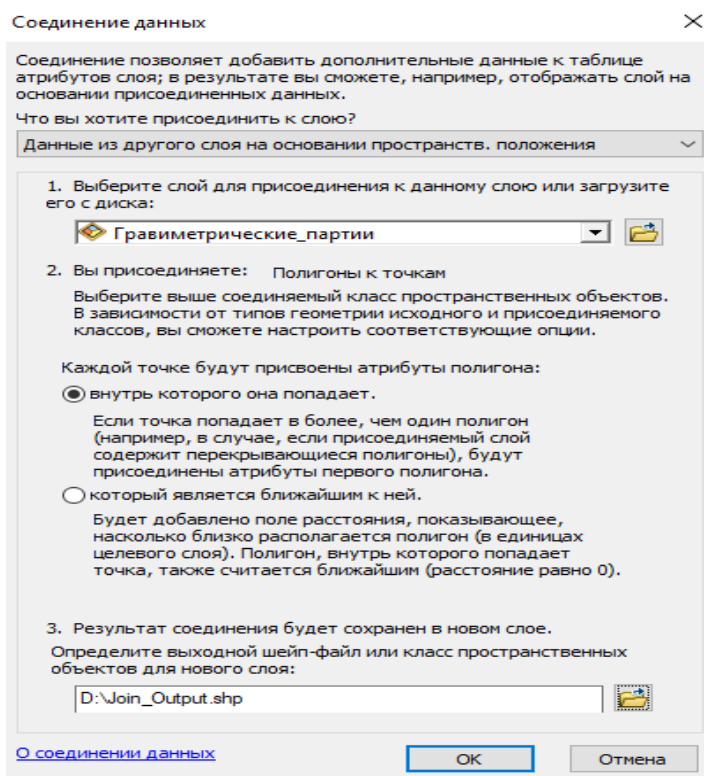 Соединение данных
Соединение позволяет добавить дополнительные данные к таблице
атрибутов слоя; в результате вы сможете, например, отображать слой на
основании присоединенных данных.
Что вы хотите присоединить к слою?
Данные из другого слоя на основании пространств. положения
1. Выберите слой для присоединения к данному слою или загрузите
его с диска:
Гравиметрические_партии
2. Вы присоединяете: Полигоны к точкам
Выберите выше соединяемый класс пространственных объектов.
В зависимости от типов геометрии исходного и присоединяемого
классов, вы сможете настроить соответствующие опции.
Каждой точке будут присвоены атрибуты полигона:
внутрь которого она попадает.
Если точка попадает в более, чем один полигон
(например, в случае, если присоединяемый слой
содержит перекрывающиеся полигоны), будут
присоединены атрибуты первого полигона.
который является ближайшим к ней.
Будет добавлено поле расстояния, показывающее,
насколько близко располагается полигон (в единицах
целевого слоя). Полигон, внутрь которого попадает
точка, также считается ближайшим (расстояние равно 0).
3. Результат соединения будет сохранен в новом слое.
Определите выходной шейп-файл или класс пространственных
объектов для нового слоя:
D:\Join_Output.shp
О соединении данных
OK
Отмена